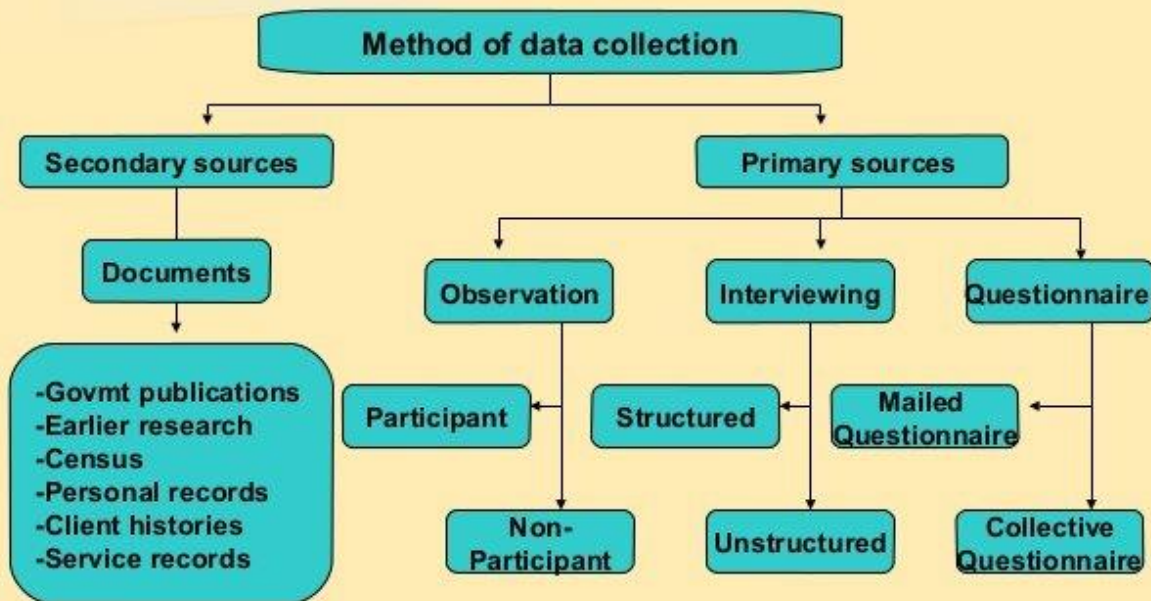 Method of data collection
Secondary sources
Primary sources
Documents
Observation
Interviewing
Questionnaire
-Govmt publications
-Earlier research
-Census
-Personal records
-Client histories
-Service records
Participant
Structured
Mailed
Questionnaire
Non-
Participant
Unstructured
Collective
Questionnaire